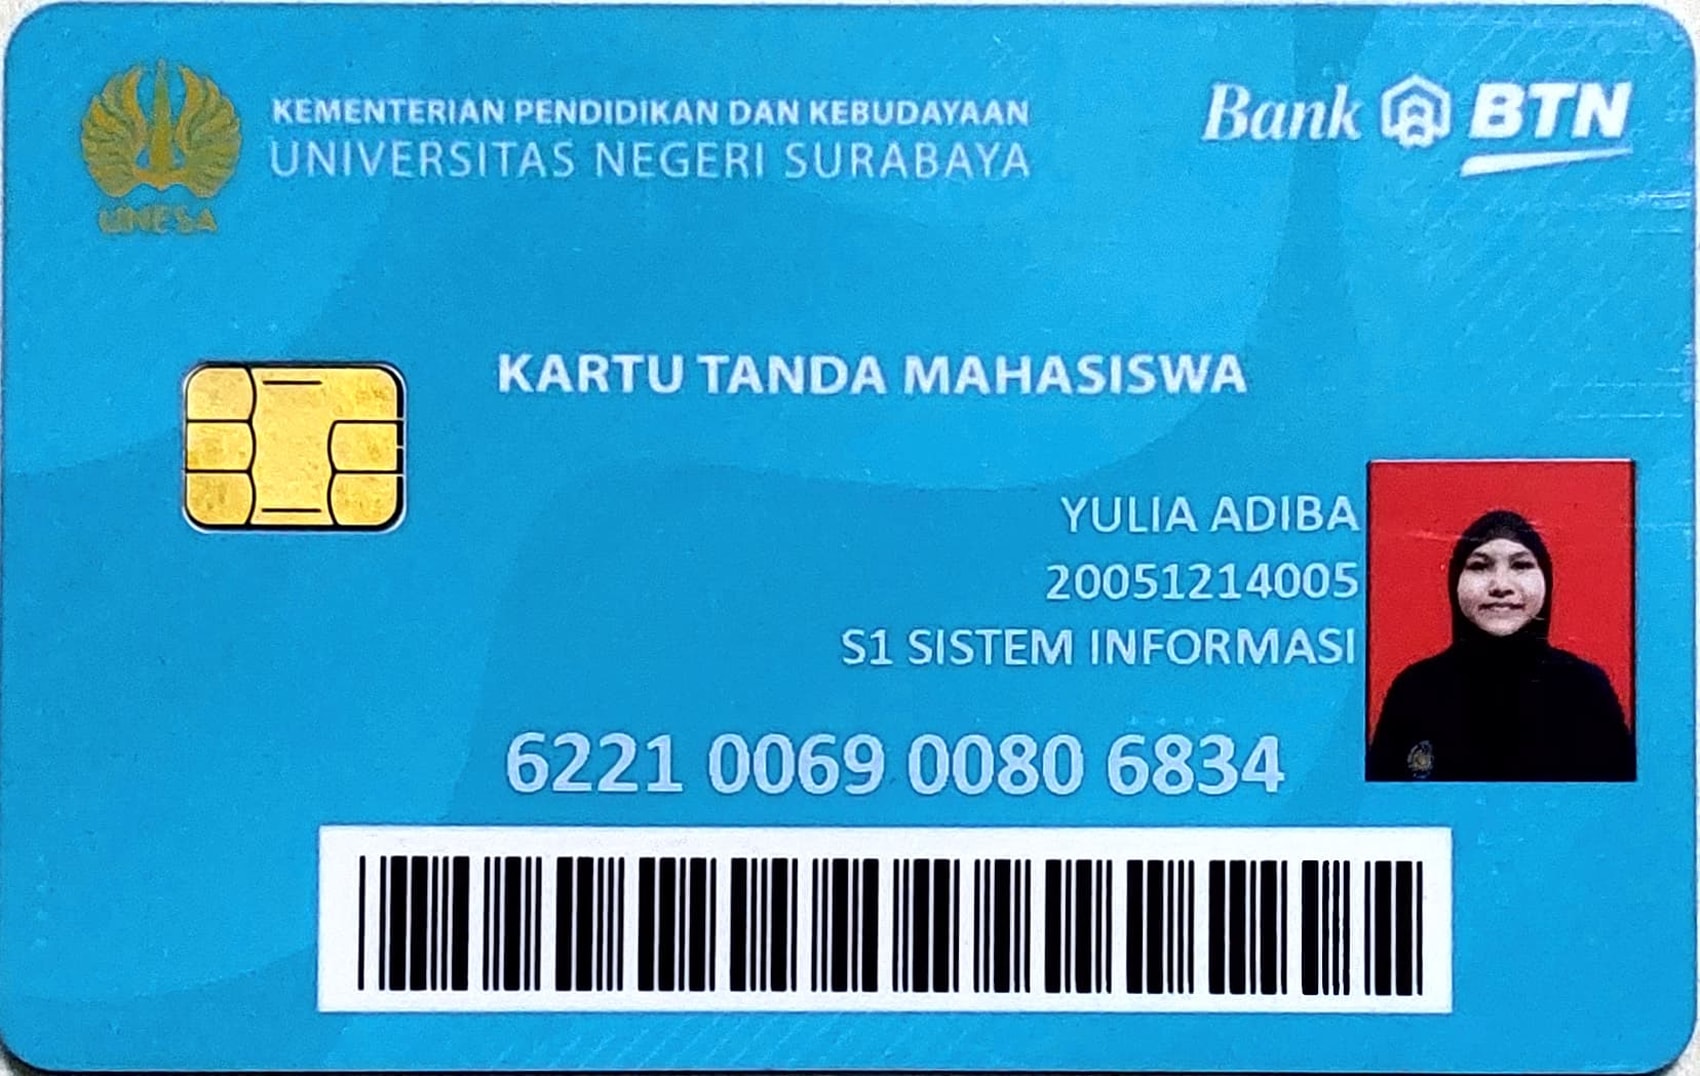 KEMENTERIAN PENDIDIKAN DAN KEBUDAYAAN
UNIVERSITAS NEGERI SURABAYA
UNESA
Bank BTN
KARTU TANDA MAHASISWA
YULIA ADIBA
20051214005
S1 SISTEM INFORMASI
6221 0069 0080 6834